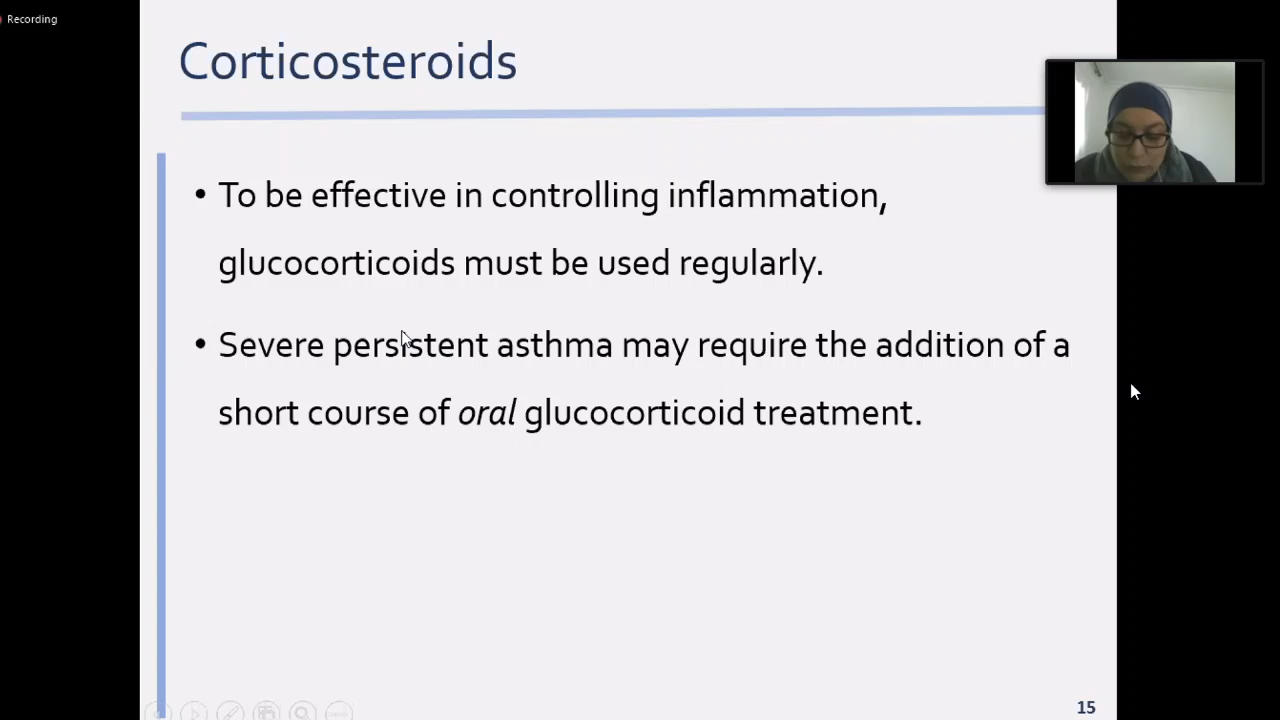 Recording
Corticosteroids
• To be effective in controlling inflammation,
glucocorticoids must be used regularly.
• Severe persistent asthma may require the addition of a
short course of oral glucocorticoid treatment.
15